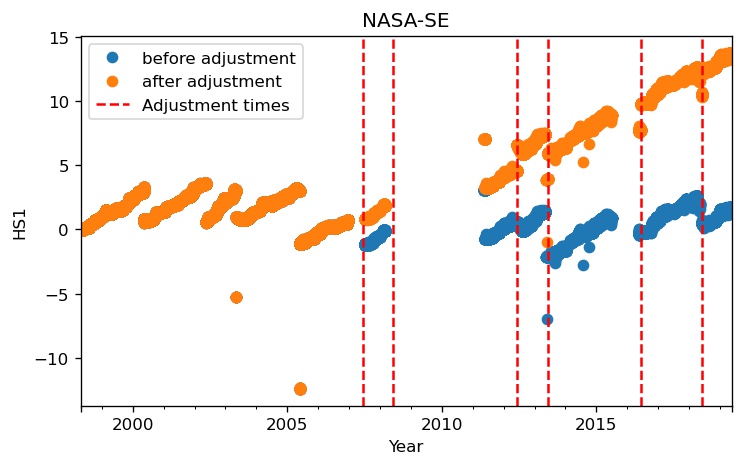 NASA-SE
before adjustment
after adjustment
Adjustment times
HS1
15
10
5
0
−5
−10
2000
2005
2010
2015
Year